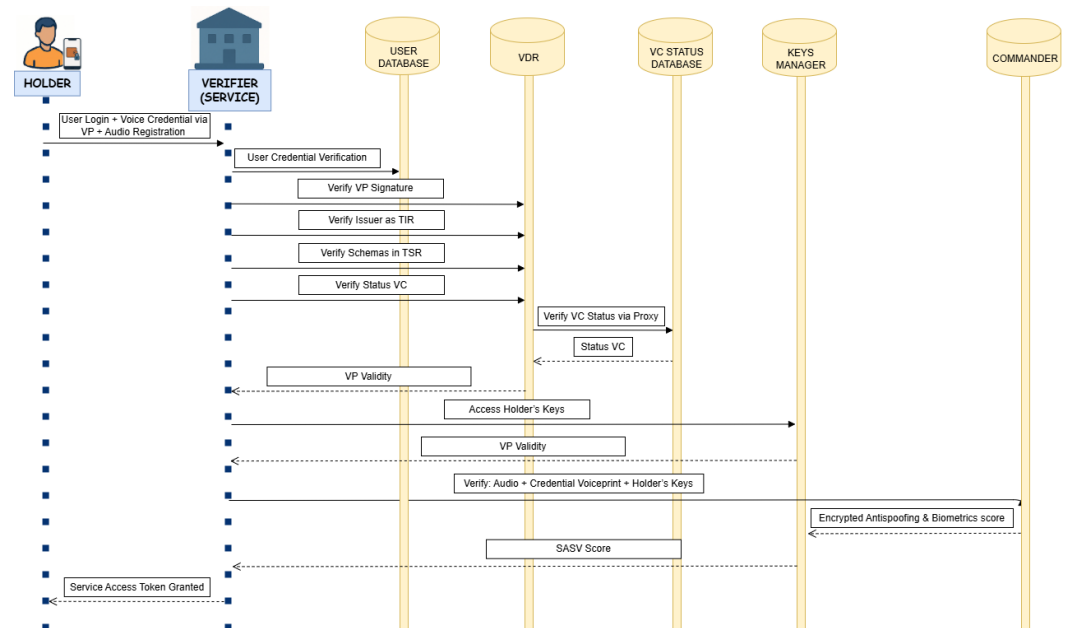 USER
DATABASE
VDR
VC STATUS
DATABASE
KEYS
MANAGER
COMMANDER
HOLDER
VERIFIER
(SERVICE)
User Login + Voice Credential via
VP + Audio Registration
User Credential Verification
Verify VP Signature
Verify Issuer as TIR
Verify Schemas in TSR
Verify Status VC
Verify VC Status via Proxy
Status VC
VP Validity
Access Holder's Keys
VP Validity
Verify: Audio + Credential Voiceprint + Holder's Keys
Encrypted Antispoofing & Biometrics score
SASV Score
Service Access Token Granted